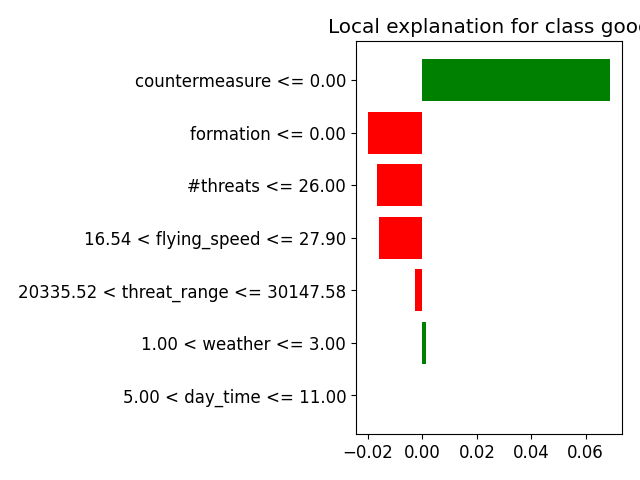 Local explanation for class good
countermeasure <= 0.00
formation <= 0.00
#threats <= 26.00
16.54 < flying_speed <= 27.90
20335.52 < threat_range <= 30147.58
1.00 < weather <= 3.00
5.00 < day_time <= 11.00
−0.02 0.00 0.02 0.04 0.06